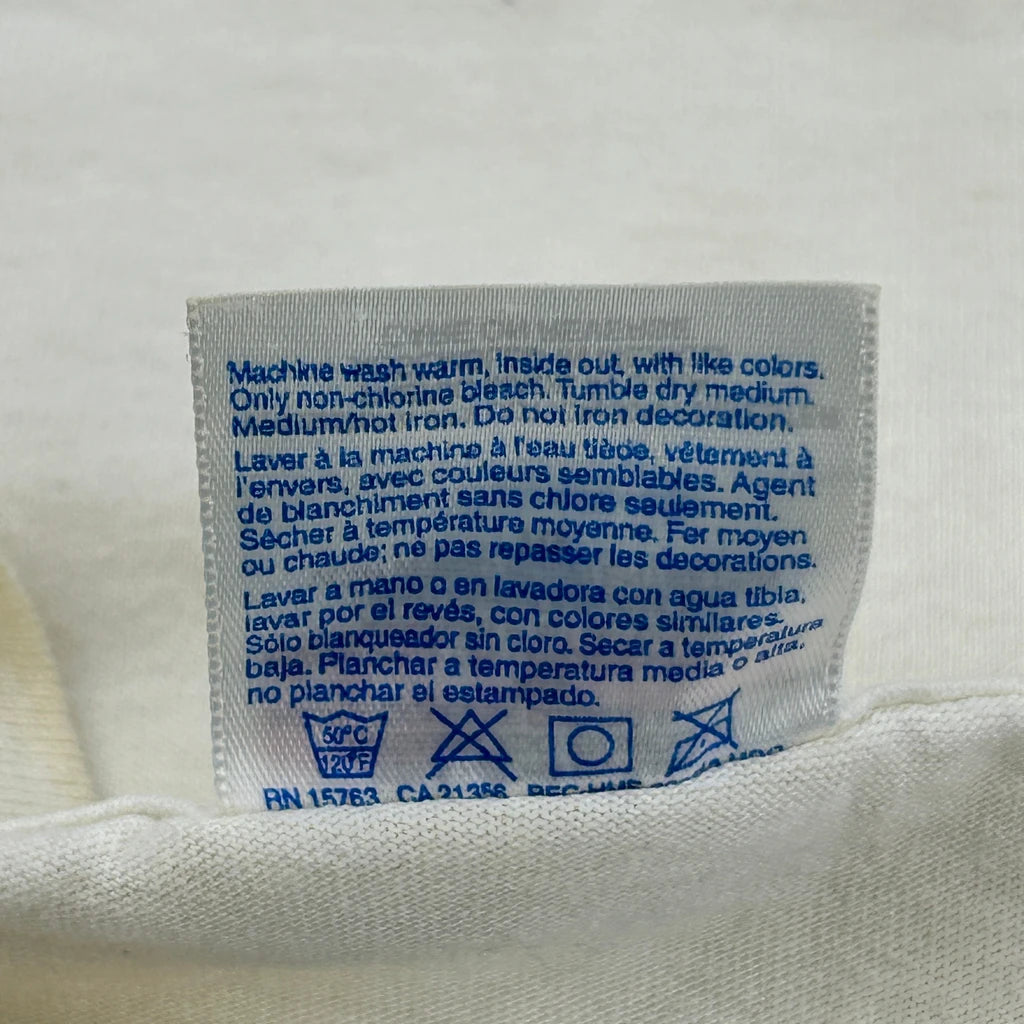 Machine wash warm, inside out, with like colors.
Only non-chlorine bleach. Tumble dry medium.
Medium/hot iron. Do not iron decoration.
Laver à la machine à l'eau tiède, vêtement à
l'envers, avec couleurs semblables. Agent
de blanchiment sans chlore seulement.
Sécher à température moyenne. Fer moyen
ou chaude; ne pas repasser les decorations.
Lavar a mano o en lavadora con agua tibia,
lavar por el revés, con colores similares.
Sólo blanqueador sin cloro. Secar a temperatura
baja. Planchar a temperatura media o alta.
no planchar el estampado.
50°C
120°F
RN 15763 CA 21356